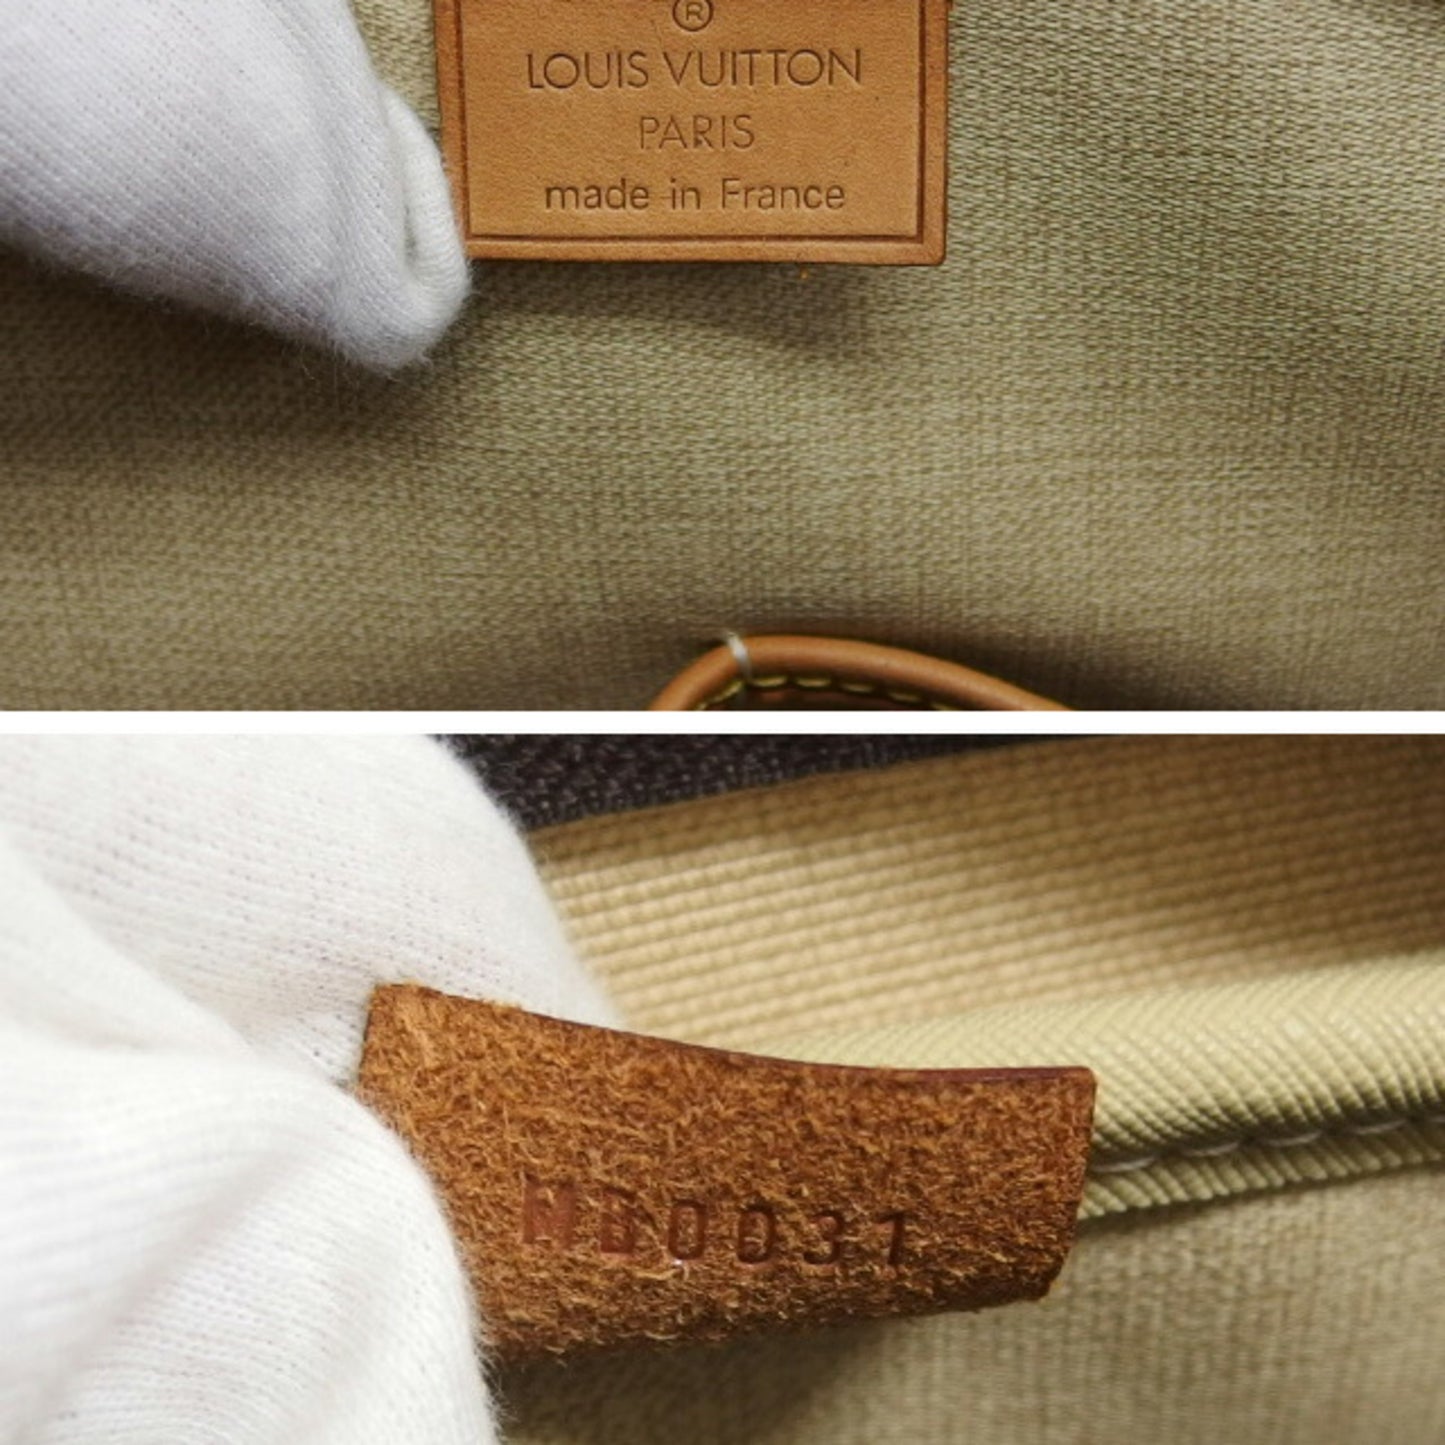 ®
LOUIS VUITTON
PARIS
made in France
MB0031